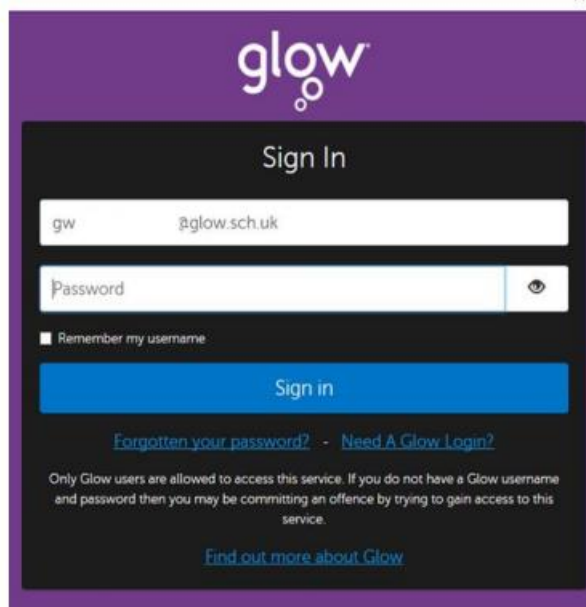 glow
Sign In
gw @glow.sch.uk
Password
Remember my username
Sign in
Forgotten your password? - Need A Glow Login?
Only Glow users are allowed to access this service. If you do not have a Glow username
and password then you may be committing an offence by trying to gain access to this
service.
Find out more about Glow